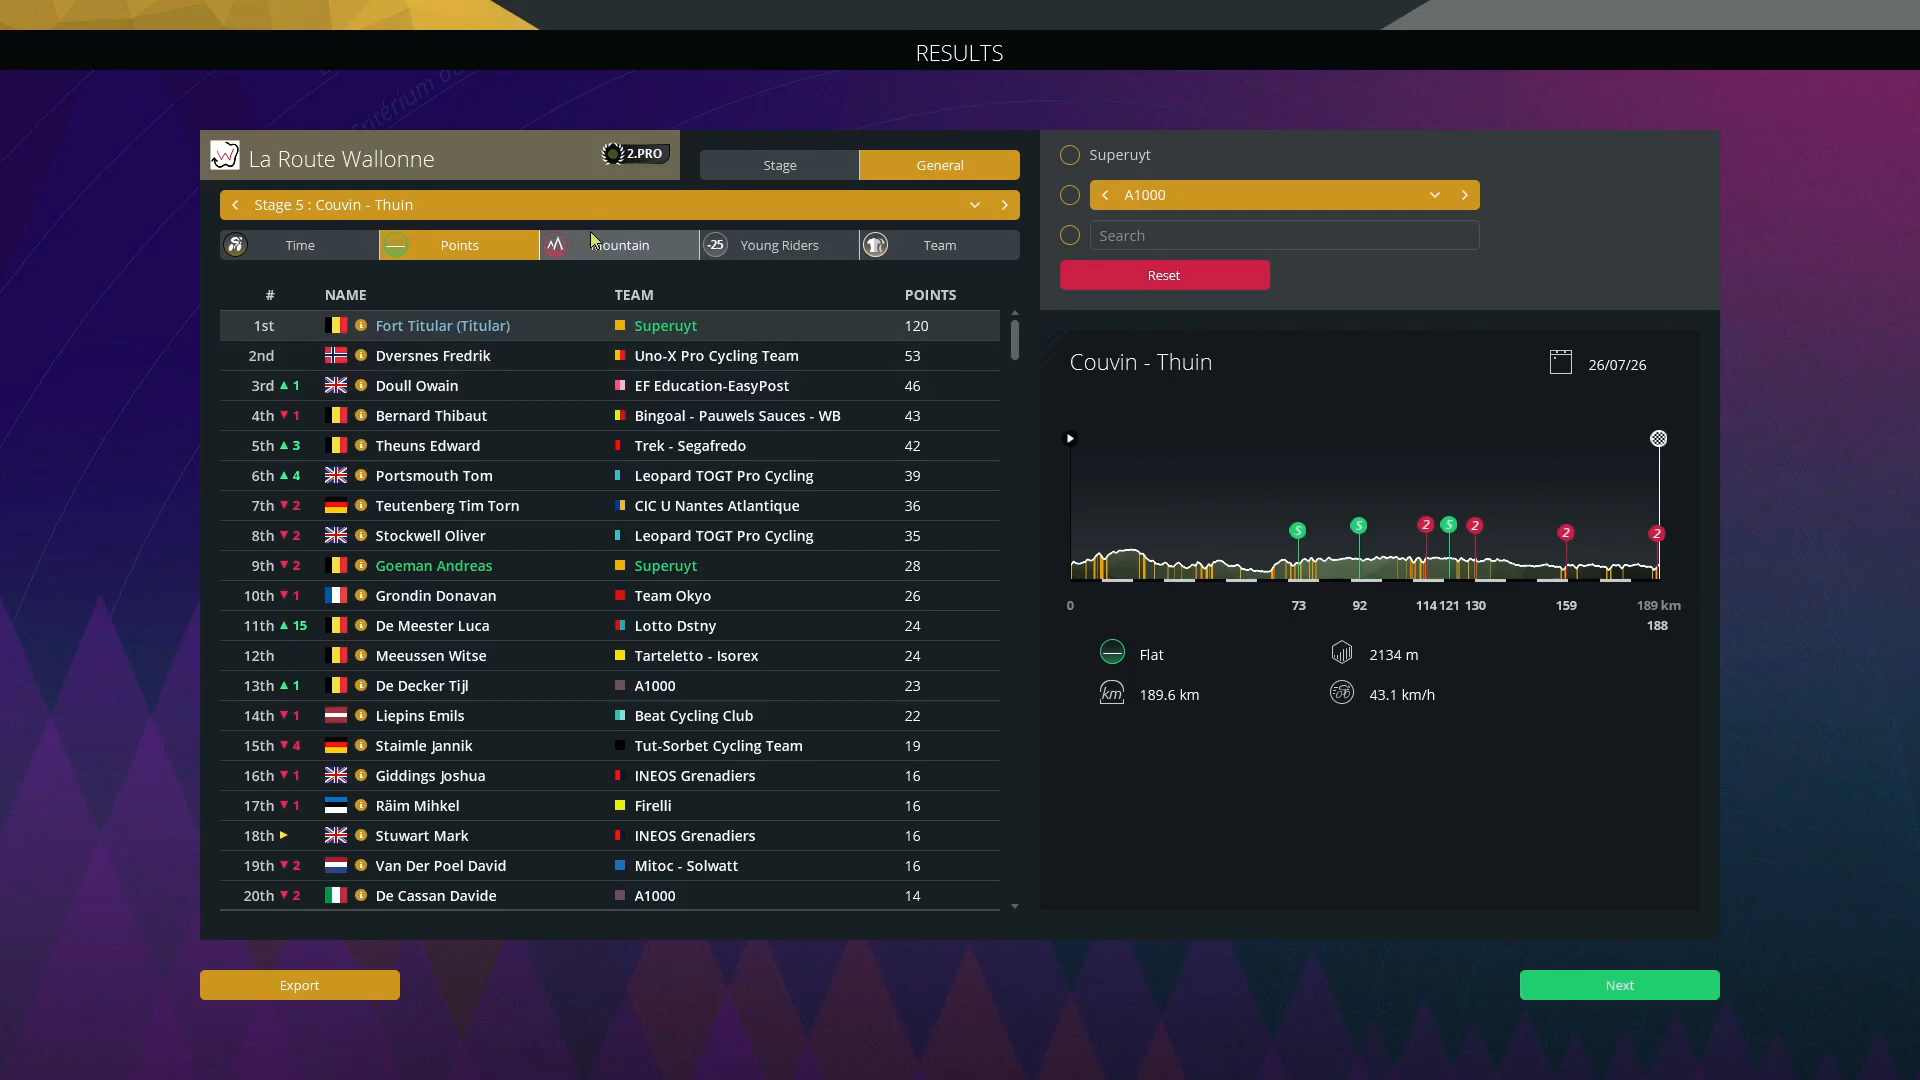 RESULTS
La Route Wallonne
2.PRO
Stage
General
Stage 5 : Couvin - Thuin
Time
Points
ountain
-25 Young Riders
Team
# NAME TEAM POINTS
1st Fort Titular (Titular) Superuyt 120
2nd Dversnes Fredrik Uno-X Pro Cycling Team 53
3rd ▲ 1 Doull Owain EF Education-EasyPost 46
4th ▼ 1 Bernard Thibaut Bingoal - Pauwels Sauces - WB 43
5th ▲ 3 Theuns Edward Trek - Segafredo 42
6th ▲ 4 Portsmouth Tom Leopard TOGT Pro Cycling 39
7th ▼ 2 Teutenberg Tim Torn CIC U Nantes Atlantique 36
8th ▼ 2 Stockwell Oliver Leopard TOGT Pro Cycling 35
9th ▼ 2 Goeman Andreas Superuyt 28
10th ▼ 1 Grondin Donavan Team Okyo 26
11th ▲ 15 De Meester Luca Lotto Dstny 24
12th Meeussen Witse Tarteletto - Isorex 24
13th ▲ 1 De Decker Tijl A1000 23
14th ▼ 1 Liepins Emils Beat Cycling Club 22
15th ▼ 4 Staimle Jannik Tut-Sorbet Cycling Team 19
16th ▼ 1 Giddings Joshua INEOS Grenadiers 16
17th ▼ 1 Räim Mihkel Firelli 16
18th ► Stuwart Mark INEOS Grenadiers 16
19th ▼ 2 Van Der Poel David Mitoc - Solwatt 16
20th ▼ 2 De Cassan Davide A1000 14
Superuyt
A1000
Search
Reset
Couvin - Thuin
26/07/26
S S 2 S 2 2 2
0 73 92 114 121 130 159 189 km
188
Flat
2134 m
km 189.6 km
43.1 km/h
Export
Next